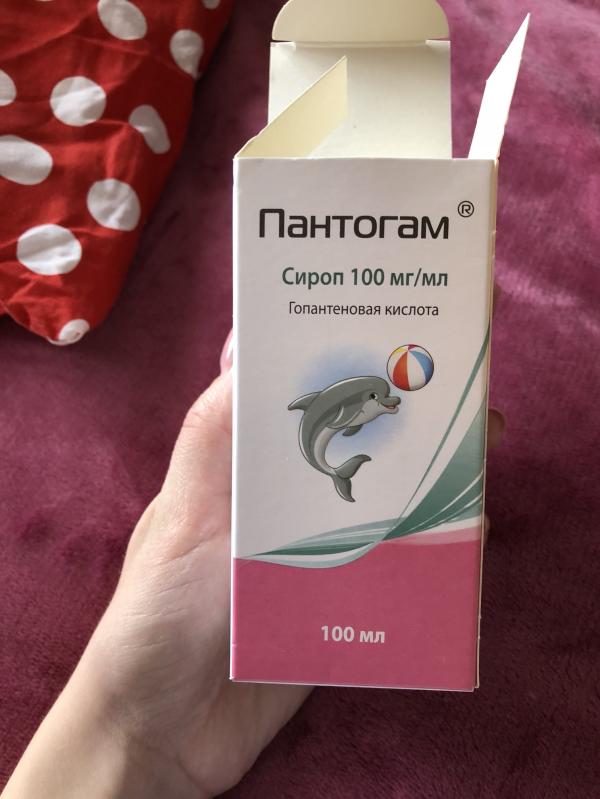 Пантогам ®
Сироп 100 мг/мл
Гопантеновая кислота
100 мл